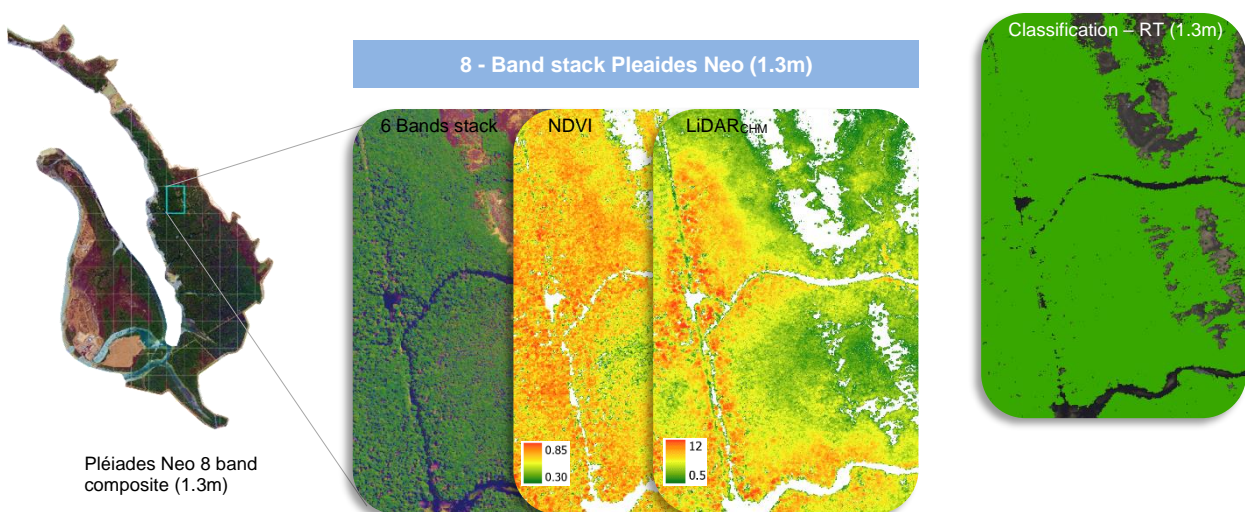 8 - Band stack Pleaides Neo (1.3m)
Classification – RT (1.3m)
6 Bands stack
NDVI
LiDARCHM
0.85
0.30
12
0.5
Pléiades Neo 8 band
composite (1.3m)